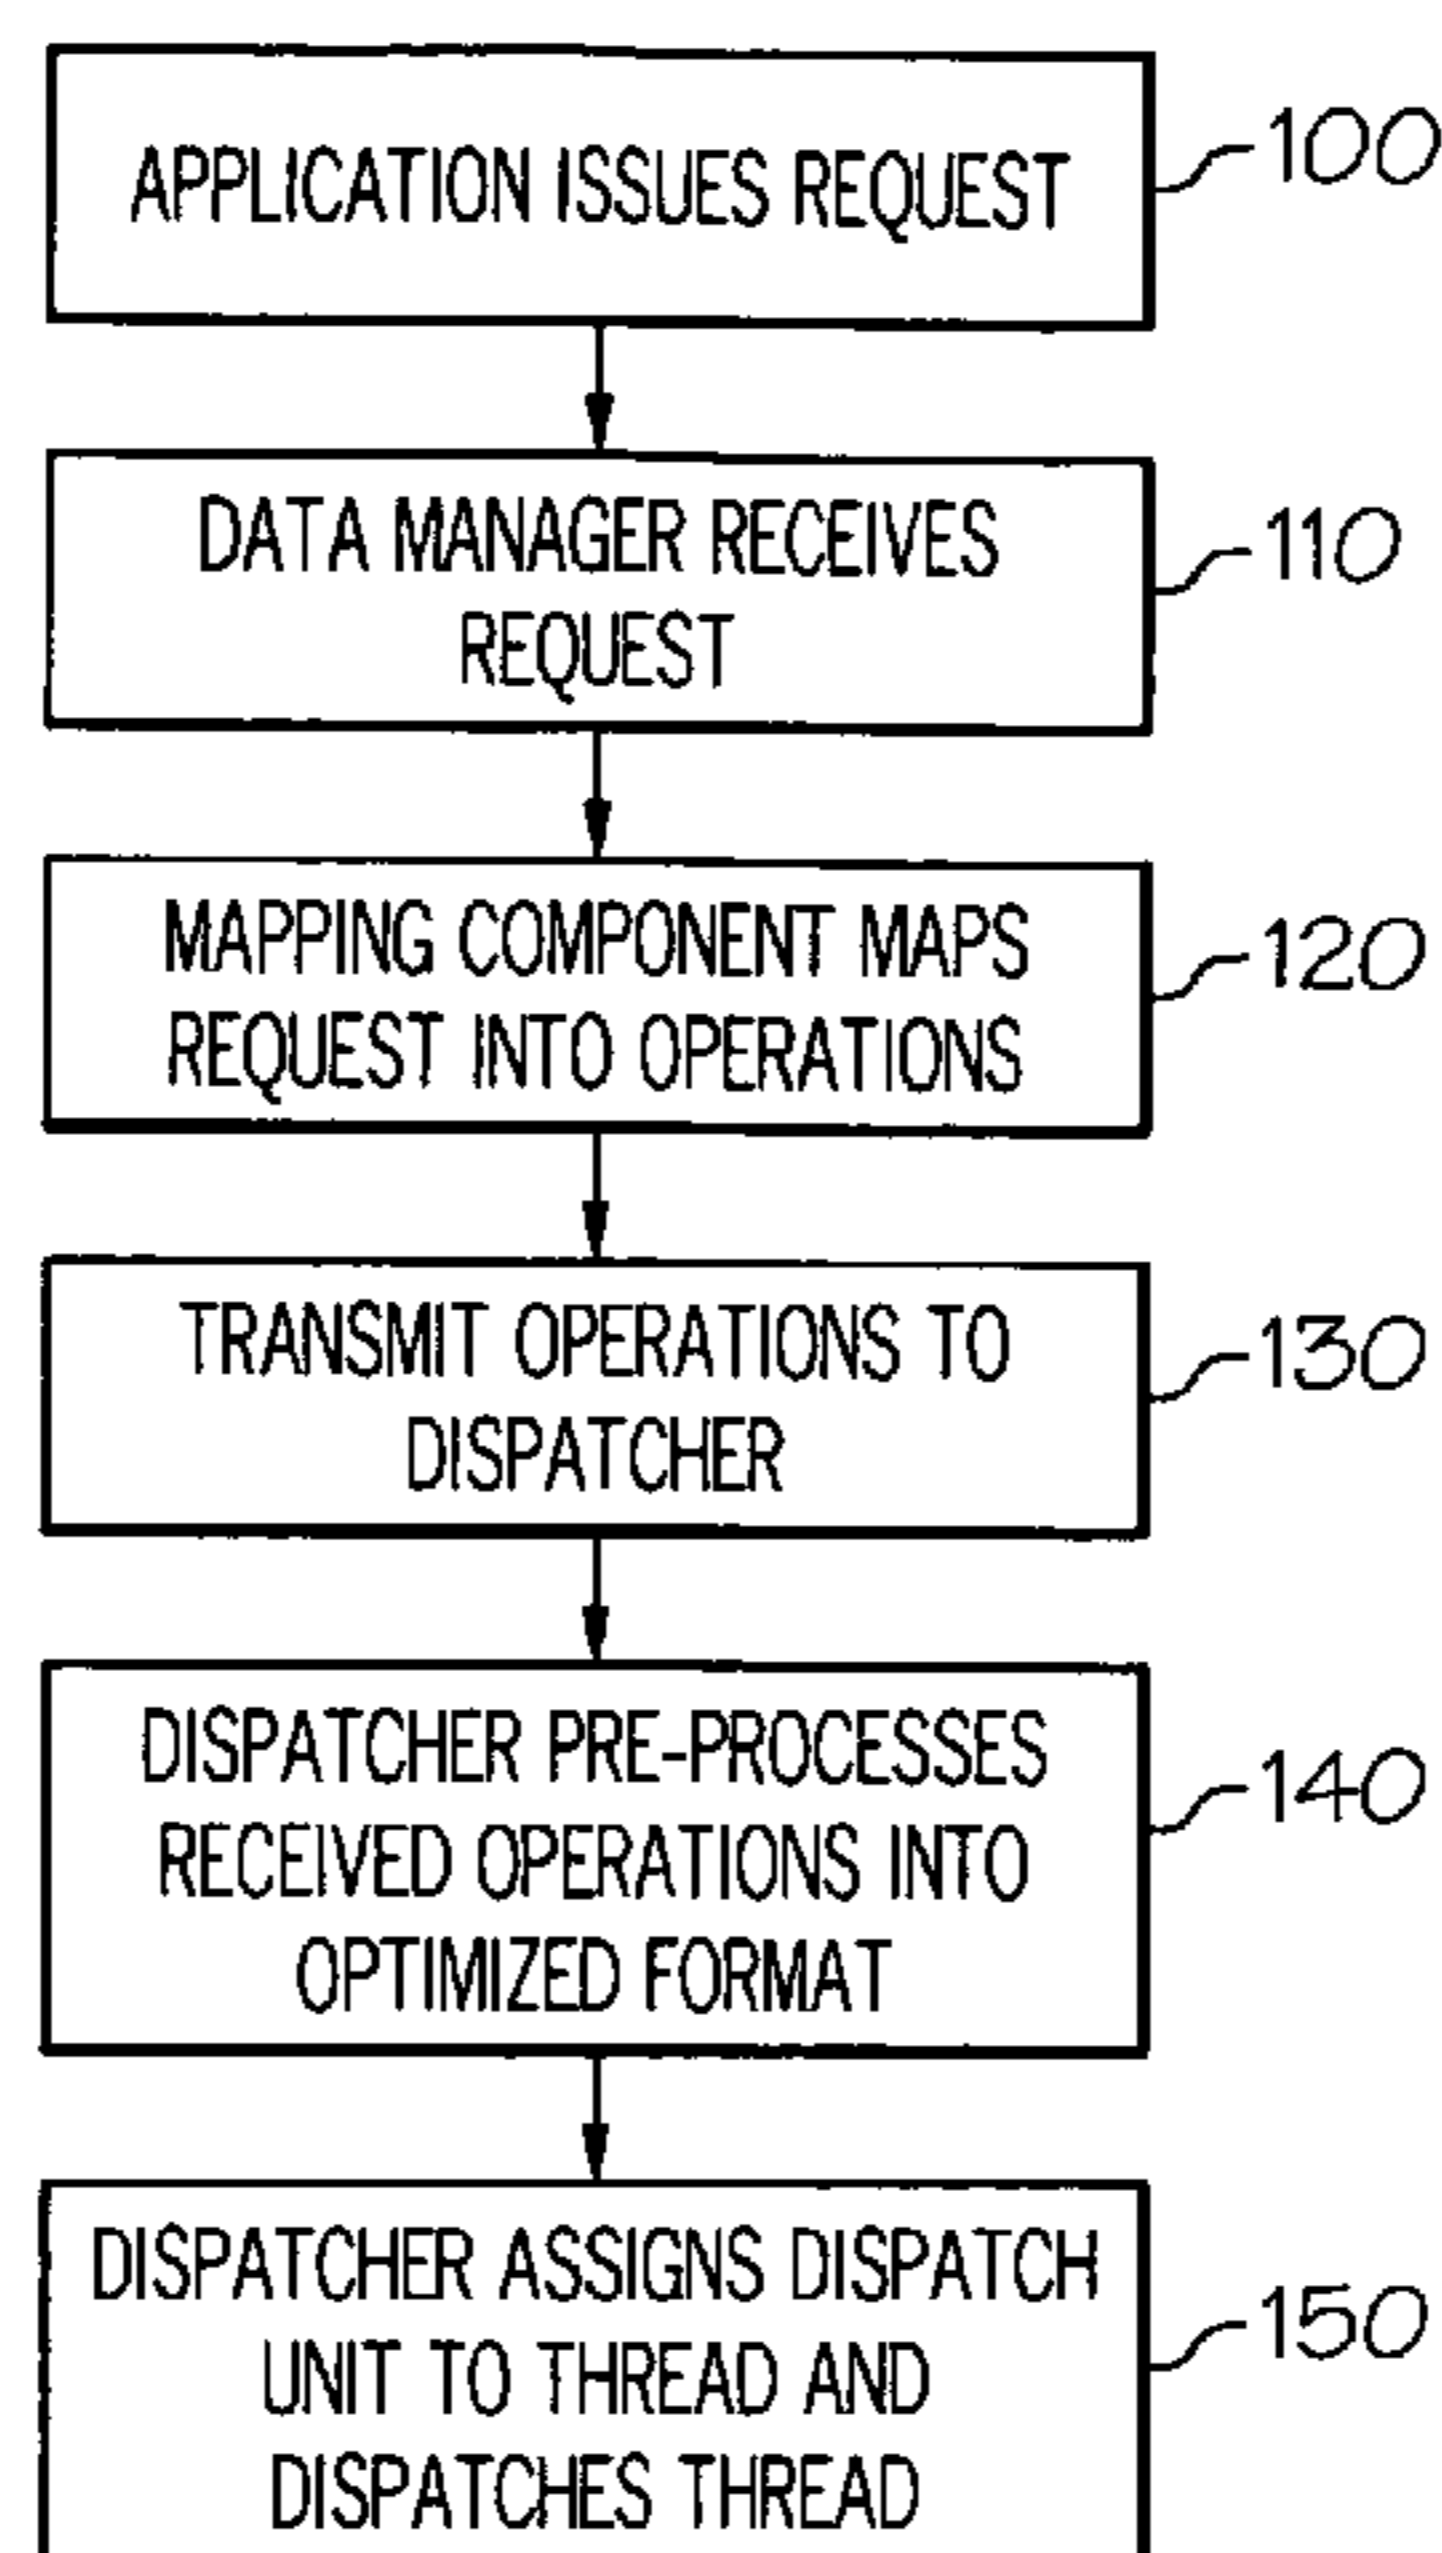 APPLICATION ISSUES REQUEST
100
DATA MANAGER RECEIVES
REQUEST
110
MAPPING COMPONENT MAPS
REQUEST INTO OPERATIONS
120
TRANSMIT OPERATIONS TO
DISPATCHER
130
DISPATCHER PRE-PROCESSES
RECEIVED OPERATIONS INTO
OPTIMIZED FORMAT
140
DISPATCHER ASSIGNS DISPATCH
UNIT TO THREAD AND
DISPATCHES THREAD
150